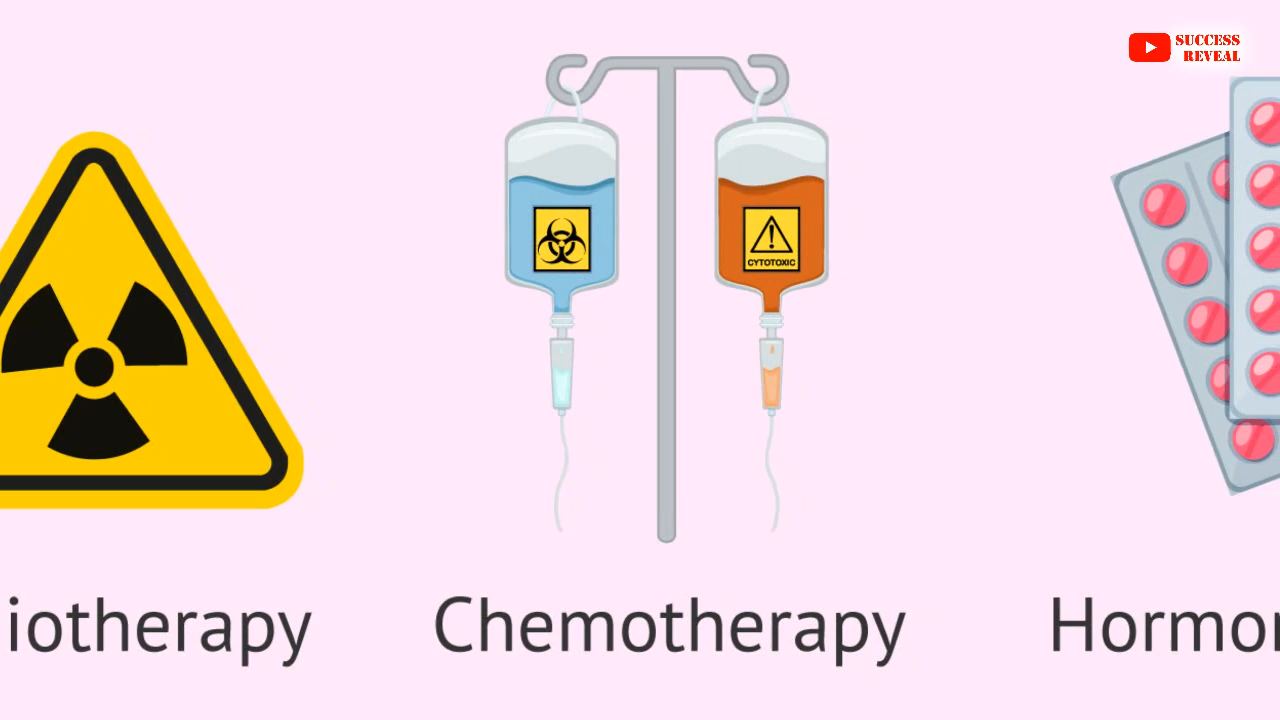 SUCCESS
REVEAL
CYTOTOXIC
iotherapy
Chemotherapy
Hormo